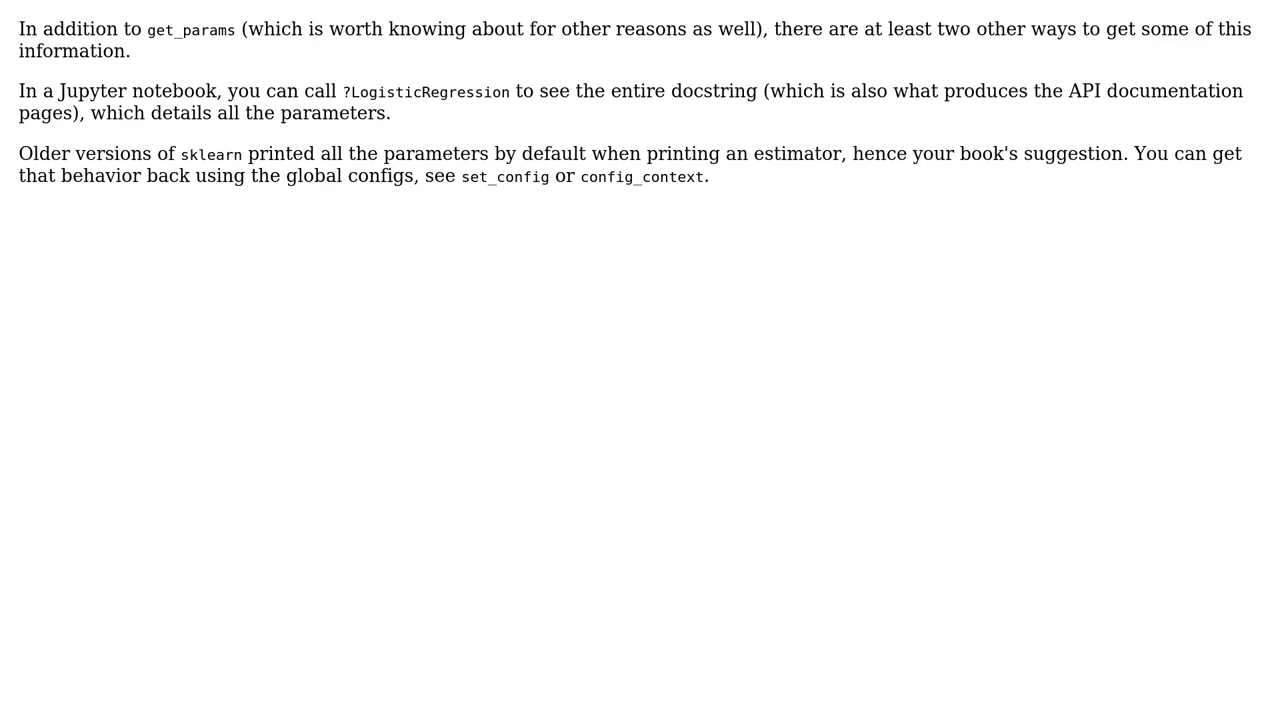 In addition to get_params (which is worth knowing about for other reasons as well), there are at least two other ways to get some of this
information.
In a Jupyter notebook, you can call ?LogisticRegression to see the entire docstring (which is also what produces the API documentation
pages), which details all the parameters.
Older versions of sklearn printed all the parameters by default when printing an estimator, hence your book's suggestion. You can get
that behavior back using the global configs, see set_config or config_context.